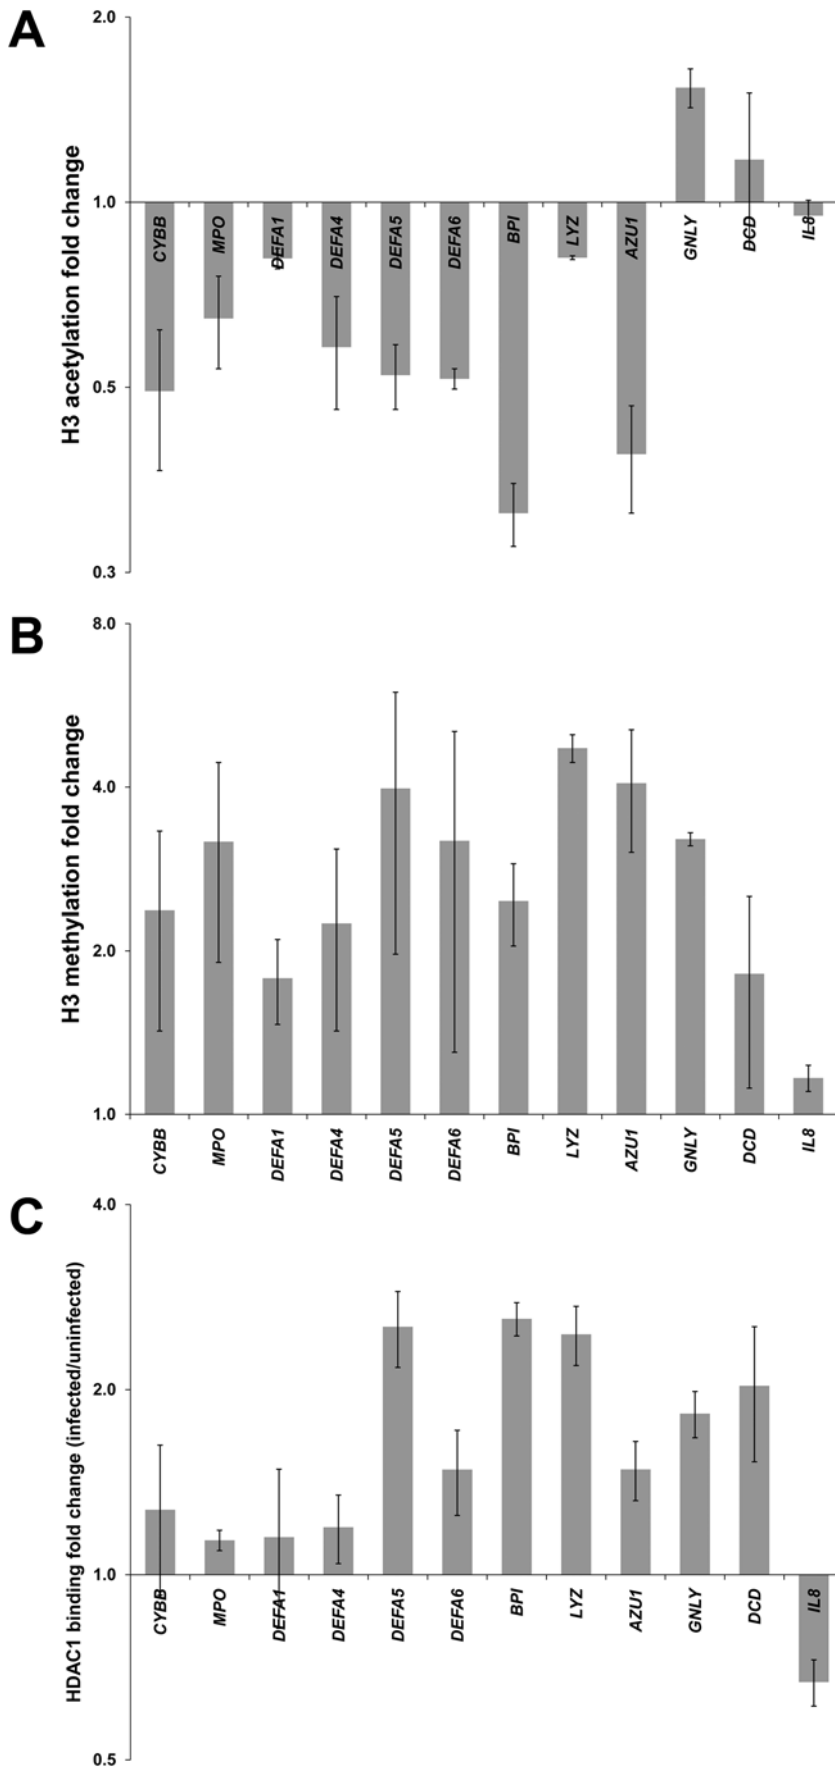 A
H3 acetylation fold change
2.0
1.0
0.5
0.3
CYBB
MPO
DEFA1
DEFA4
DEFA5
DEFA6
BPI
LYZ
AZU1
GNLY
DCD
IL8
B
H3 methylation fold change
8.0
4.0
2.0
1.0
CYBB
MPO
DEFA1
DEFA4
DEFA5
DEFA6
BPI
LYZ
AZU1
GNLY
DCD
IL8
C
HDAC1 binding fold change (infected/uninfected)
4.0
2.0
1.0
0.5
CYBB
MPO
DEFA1
DEFA4
DEFA5
DEFA6
BPI
LYZ
AZU1
GNLY
DCD
IL8